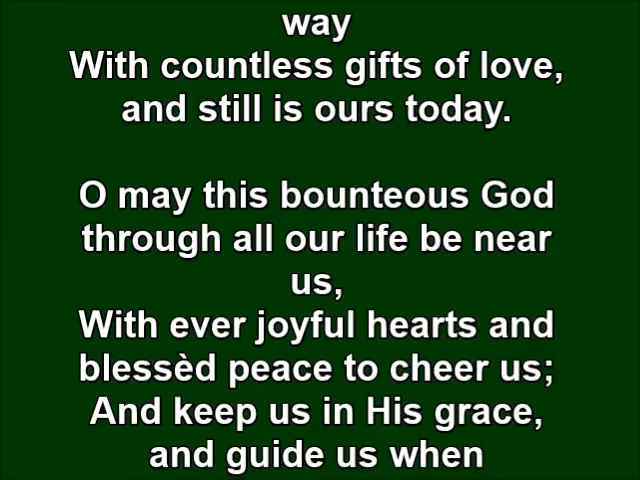 way
With countless gifts of love,
and still is ours today.
O may this bounteous God
through all our life be near
us,
With ever joyful hearts and
blessèd peace to cheer us;
And keep us in His grace,
and guide us when